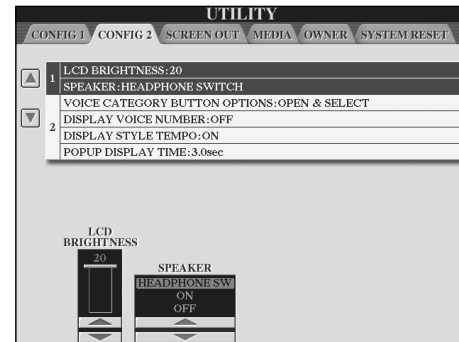 UTILITY
CONFIG 1 CONFIG 2 SCREEN OUT MEDIA OWNER SYSTEM RESET
1 LCD BRIGHTNESS:20
SPEAKER:HEADPHONE SWITCH
2 VOICE CATEGORY BUTTON OPTIONS:OPEN & SELECT
DISPLAY VOICE NUMBER:OFF
DISPLAY STYLE TEMPO:ON
POPUP DISPLAY TIME:3.0sec
LCD
BRIGHTNESS
20
SPEAKER
HEADPHONE SW
ON
OFF